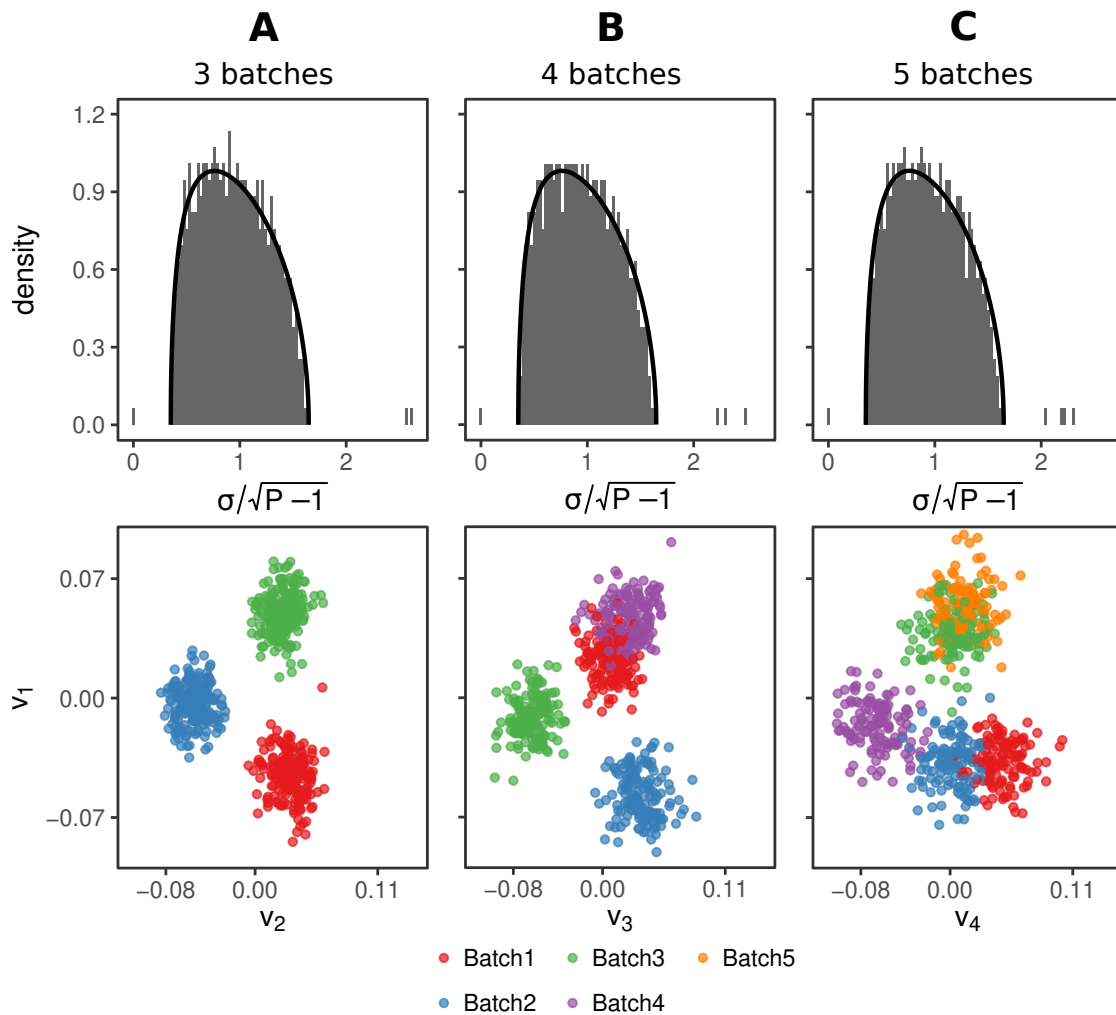 A B C
3 batches 4 batches 5 batches
1.2
0.9
0.6
0.3
0.0
density
0 1 2 0 1 2 0 1 2
σ/√P −1 σ/√P −1 σ/√P −1
0.07
0.00
−0.07
v1
−0.08 0.00 0.11 −0.08 0.00 0.11 −0.08 0.00 0.11
v2 v3 v4
Batch1 Batch3 Batch5
Batch2 Batch4